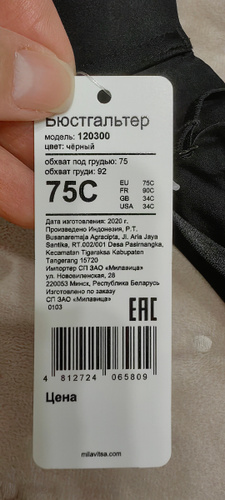 Бюстгальтер
модель: 120300
цвет: чёрный
обхват под грудью: 75
обхват груди: 92
75C
EU 75C
FR 90C
GB 34C
USA 34C
Дата изготовления: 2020 г.
Произведено Индонезия, P.T.
Busanaremaja Agracipta, Jl. Aria Jaya
Santika, RT.002/001 Desa Pasirnangka,
Kecamatan Tigaraksa Kabupaten
Tangerang 15720
Импортер СП ЗАО «Милавица»
ул. Нововиленская, 28
220053 Минск, Республика Беларусь
Изготовлено по заказу
СП ЗАО «Милавица»
0103
EAC
4 812724 065809
Цена
milavitsa.com